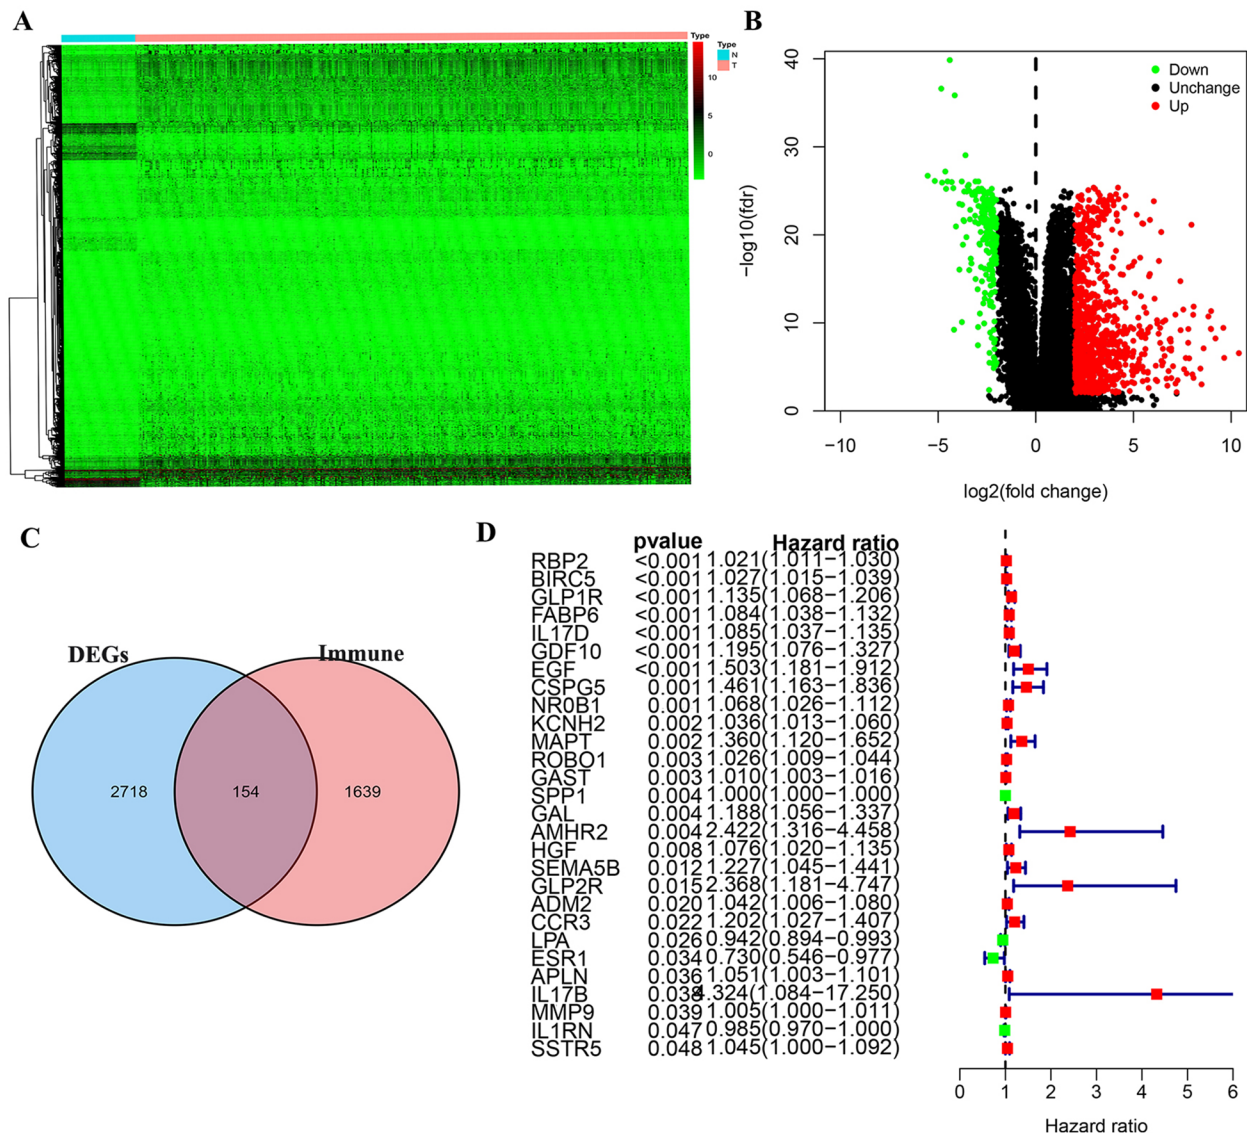 A
Type
Type
N
T
10
5
0
B
Down
Unchange
Up
40
30
20
10
0
−log10(fdr)
−10
−5
0
5
10
log2(fold change)
C
DEGs
Immune
2718
154
1639
D
pvalue Hazard ratio
RBP2 <0.001 1.021(1.011−1.030)
BIRC5 <0.001 1.027(1.015−1.039)
GLP1R <0.001 1.135(1.068−1.206)
FABP6 <0.001 1.084(1.038−1.132)
IL17D <0.001 1.085(1.037−1.135)
GDF10 <0.001 1.195(1.076−1.327)
EGF <0.001 1.503(1.181−1.912)
CSPG5 0.001 1.461(1.163−1.836)
NR0B1 0.001 1.068(1.026−1.112)
KCNH2 0.002 1.036(1.013−1.060)
MAPT 0.002 1.360(1.120−1.652)
ROBO1 0.003 1.026(1.009−1.044)
GAST 0.003 1.010(1.003−1.016)
SPP1 0.004 1.000(1.000−1.000)
GAL 0.004 1.188(1.056−1.337)
AMHR2 0.004 2.422(1.316−4.458)
HGF 0.008 1.076(1.020−1.135)
SEMA5B 0.012 1.227(1.045−1.441)
GLP2R 0.015 2.368(1.181−4.747)
ADM2 0.020 1.042(1.006−1.080)
CCR3 0.022 1.202(1.027−1.407)
LPA 0.026 0.942(0.894−0.993)
ESR1 0.034 0.730(0.546−0.977)
APLN 0.036 1.051(1.003−1.101)
IL17B 0.038 4.324(1.084−17.250)
MMP9 0.039 1.005(1.000−1.011)
IL1RN 0.047 0.985(0.970−1.000)
SSTR5 0.048 1.045(1.000−1.092)
0 1 2 3 4 5 6
Hazard ratio